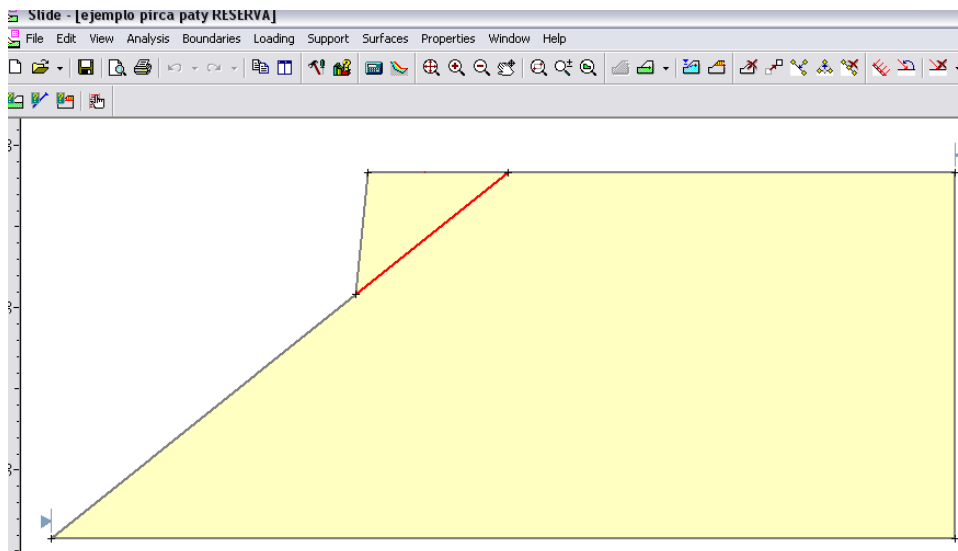 Slide - [ejemplo pirca paty RESERVA]
File Edit View Analysis Boundaries Loading Support Surfaces Properties Window Help